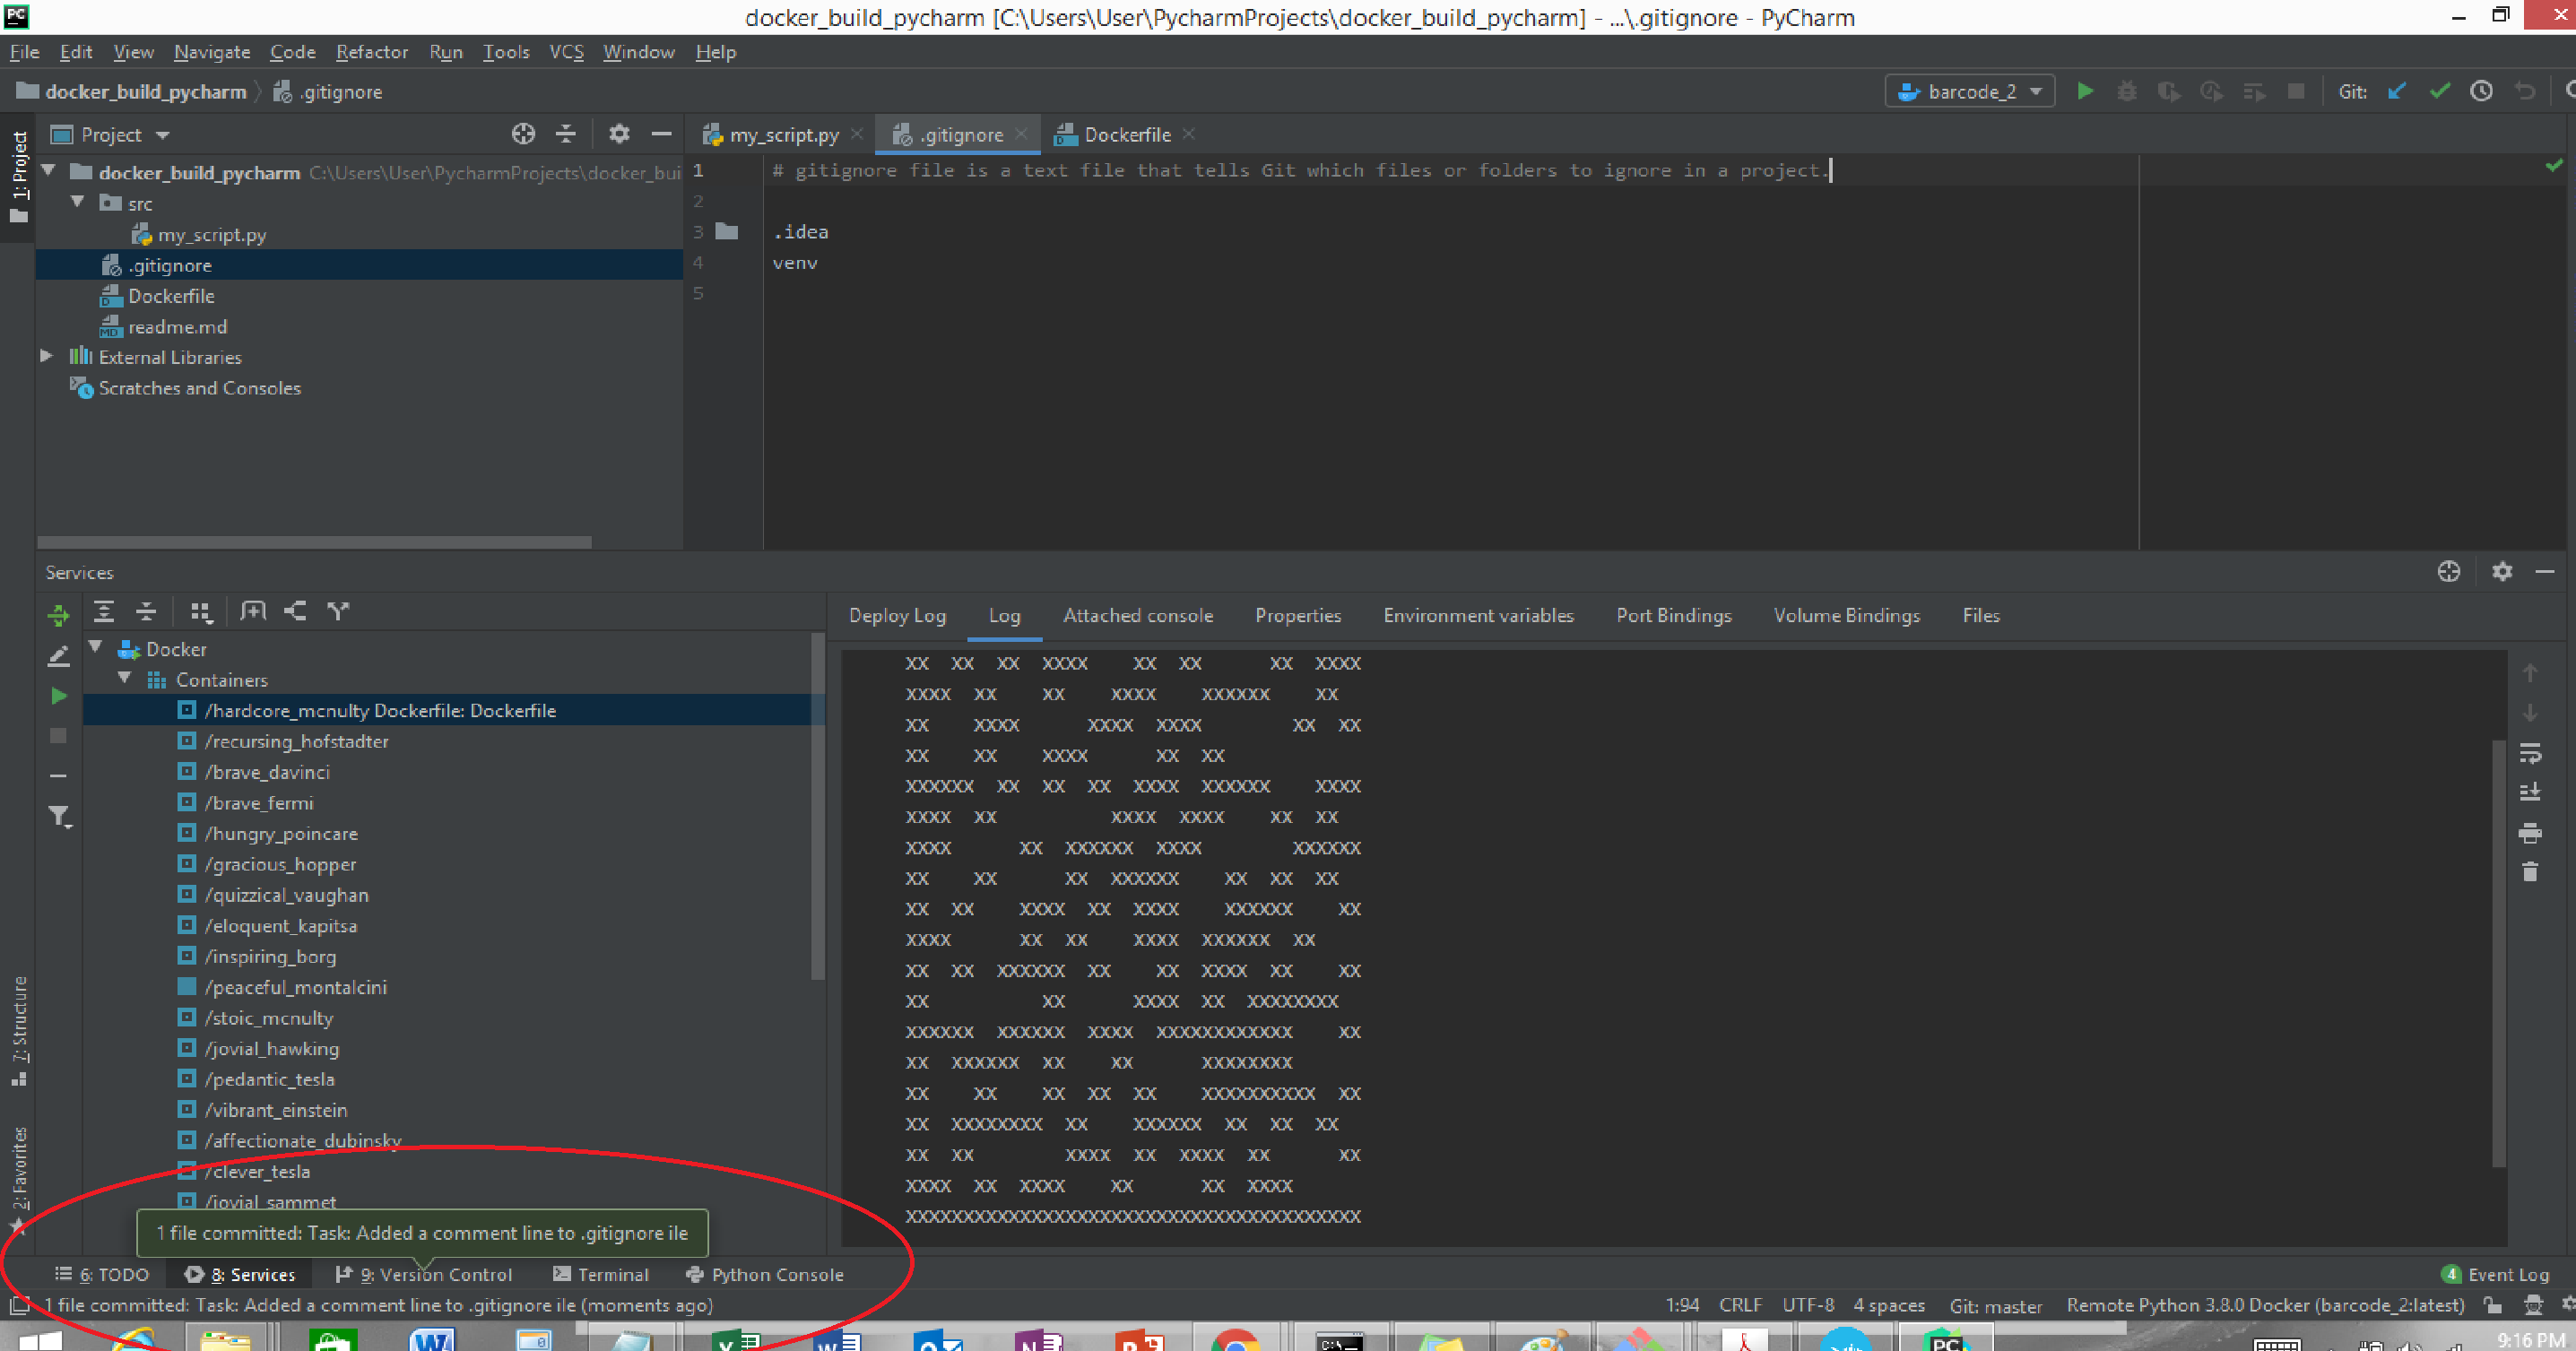 PC
docker_build_pycharm [C:\Users\User\PycharmProjects\docker_build_pycharm] - ...\.gitignore - PyCharm
File Edit View Navigate Code Refactor Run Tools VCS Window Help
docker_build_pycharm .gitignore
barcode_2 Git:
1: Project
Project
my_script.py .gitignore Dockerfile
docker_build_pycharm C:\Users\User\PycharmProjects\docker_bui
src
my_script.py
.gitignore
Dockerfile
readme.md
External Libraries
Scratches and Consoles
1 # gitignore file is a text file that tells Git which files or folders to ignore in a project.
2
3 .idea
4 venv
5
Services
Docker
Containers
/hardcore_mcnulty Dockerfile: Dockerfile
/recursing_hofstadter
/brave_davinci
/brave_fermi
/hungry_poincare
/gracious_hopper
/quizzical_vaughan
/eloquent_kapitsa
/inspiring_borg
/peaceful_montalcini
/stoic_mcnulty
/jovial_hawking
/pedantic_tesla
/vibrant_einstein
/affectionate_dubinsky
/clever_tesla
/jovial_sammet
Deploy Log Log Attached console Properties Environment variables Port Bindings Volume Bindings Files
XX  XX  XX  XXXX    XX  XX      XX  XXXX
XXXX  XX    XX    XXXX    XXXXXX    XX
XX    XXXX      XXXX  XXXX        XX  XX
XX    XX    XXXX      XX  XX
XXXXXX  XX  XX  XX  XXXX  XXXXXX    XXXX
XXXX  XX          XXXX  XXXX    XX  XX
XXXX      XX  XXXXXX  XXXX        XXXXXX
XX    XX      XX  XXXXXX    XX  XX  XX
XX  XX    XXXX  XX  XXXX    XXXXXX    XX
XXXX      XX  XX    XXXX  XXXXXX  XX
XX  XX  XXXXXX  XX    XX  XXXX  XX    XX
XX          XX      XXXX  XX  XXXXXXXX
XXXXXX  XXXXXX  XXXX  XXXXXXXXXXXX    XX
XX  XXXXXX  XX    XX      XXXXXXXX
XX    XX    XX  XX  XX    XXXXXXXXXX  XX
XX  XXXXXXXX  XX    XXXXXX  XX  XX  XX
XX  XX        XXXX  XX  XXXX  XX      XX
XXXX  XX  XXXX    XX      XX  XXXX
XXXXXXXXXXXXXXXXXXXXXXXXXXXXXXXXXXXXXXXX
7: Structure
2: Favorites
1 file committed: Task: Added a comment line to .gitignore ile
6: TODO 8: Services 9: Version Control Terminal Python Console
4 Event Log
1 file committed: Task: Added a comment line to .gitignore ile (moments ago)
1:94 CRLF UTF-8 4 spaces Git: master Remote Python 3.8.0 Docker (barcode_2:latest)
9:16 PM